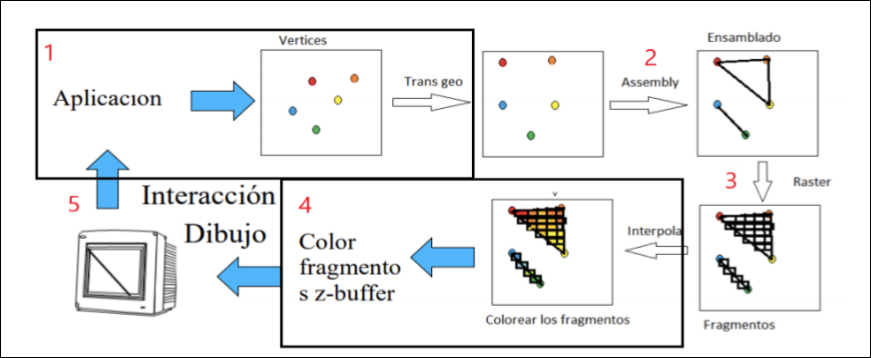 1
Aplicacion
Vertices
Trans geo
2
Assembly
Ensamblado
3
Raster
Fragmentos
Interpola
v
Colorear los fragmentos
4
Color
fragmento
s z-buffer
5
Interacción
Dibujo